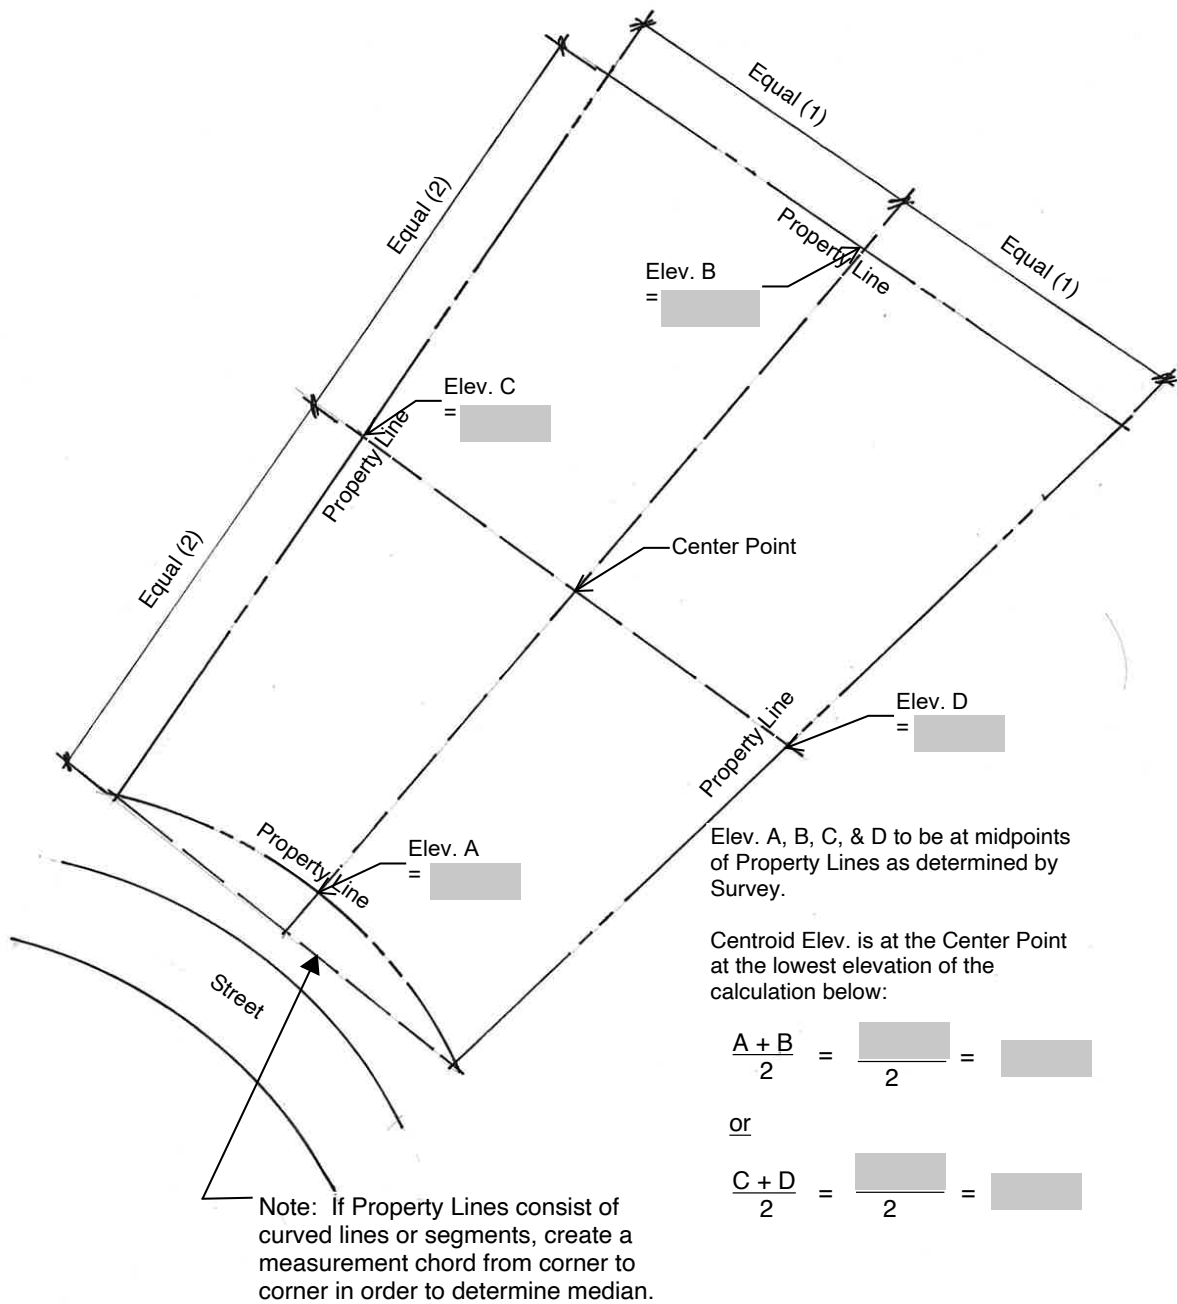 Equal (1)
Equal (2)
Property Line
Elev. B
=
Equal (1)
Elev. C
=
Property Line
Center Point
Equal (2)
Elev. D
=
Property Line
Elev. A
=
Property Line
Street
Elev. A, B, C, & D to be at midpoints
of Property Lines as determined by
Survey.
Centroid Elev. is at the Center Point
at the lowest elevation of the
calculation below:
A + B
2
=
2
=
or
C + D
2
=
2
=
Note: If Property Lines consist of
curved lines or segments, create a
measurement chord from corner to
corner in order to determine median.